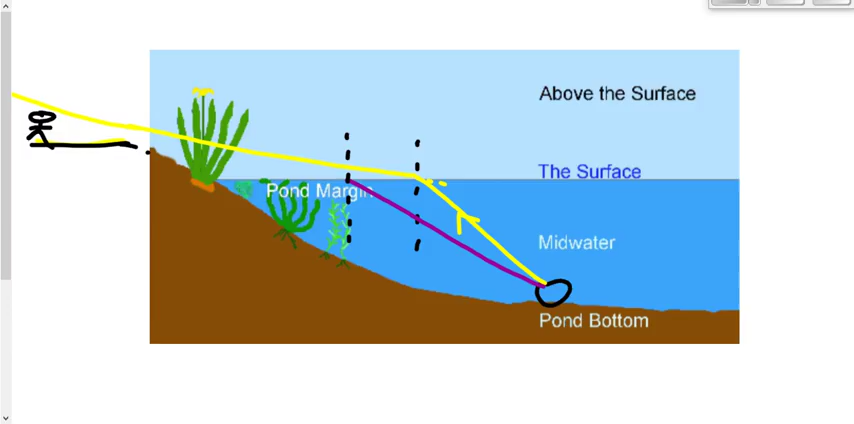 Above the Surface
The Surface
Pond Margin
Midwater
Pond Bottom